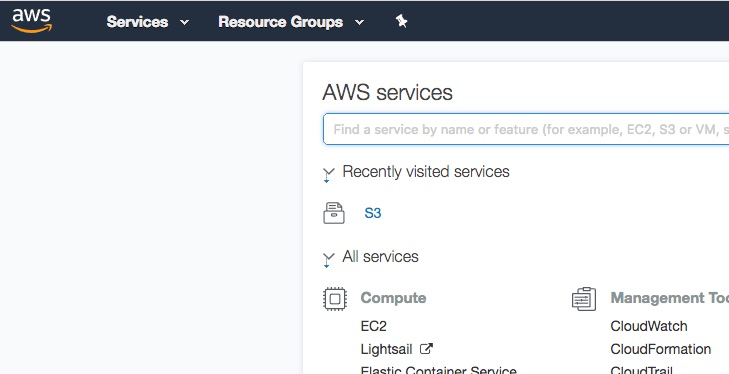 aws Services Resource Groups
AWS services
Find a service by name or feature (for example, EC2, S3 or VM, s
Recently visited services
S3
All services
Compute
EC2
Lightsail
Elastic Container Service
Management Too
CloudWatch
CloudFormation
CloudTrail